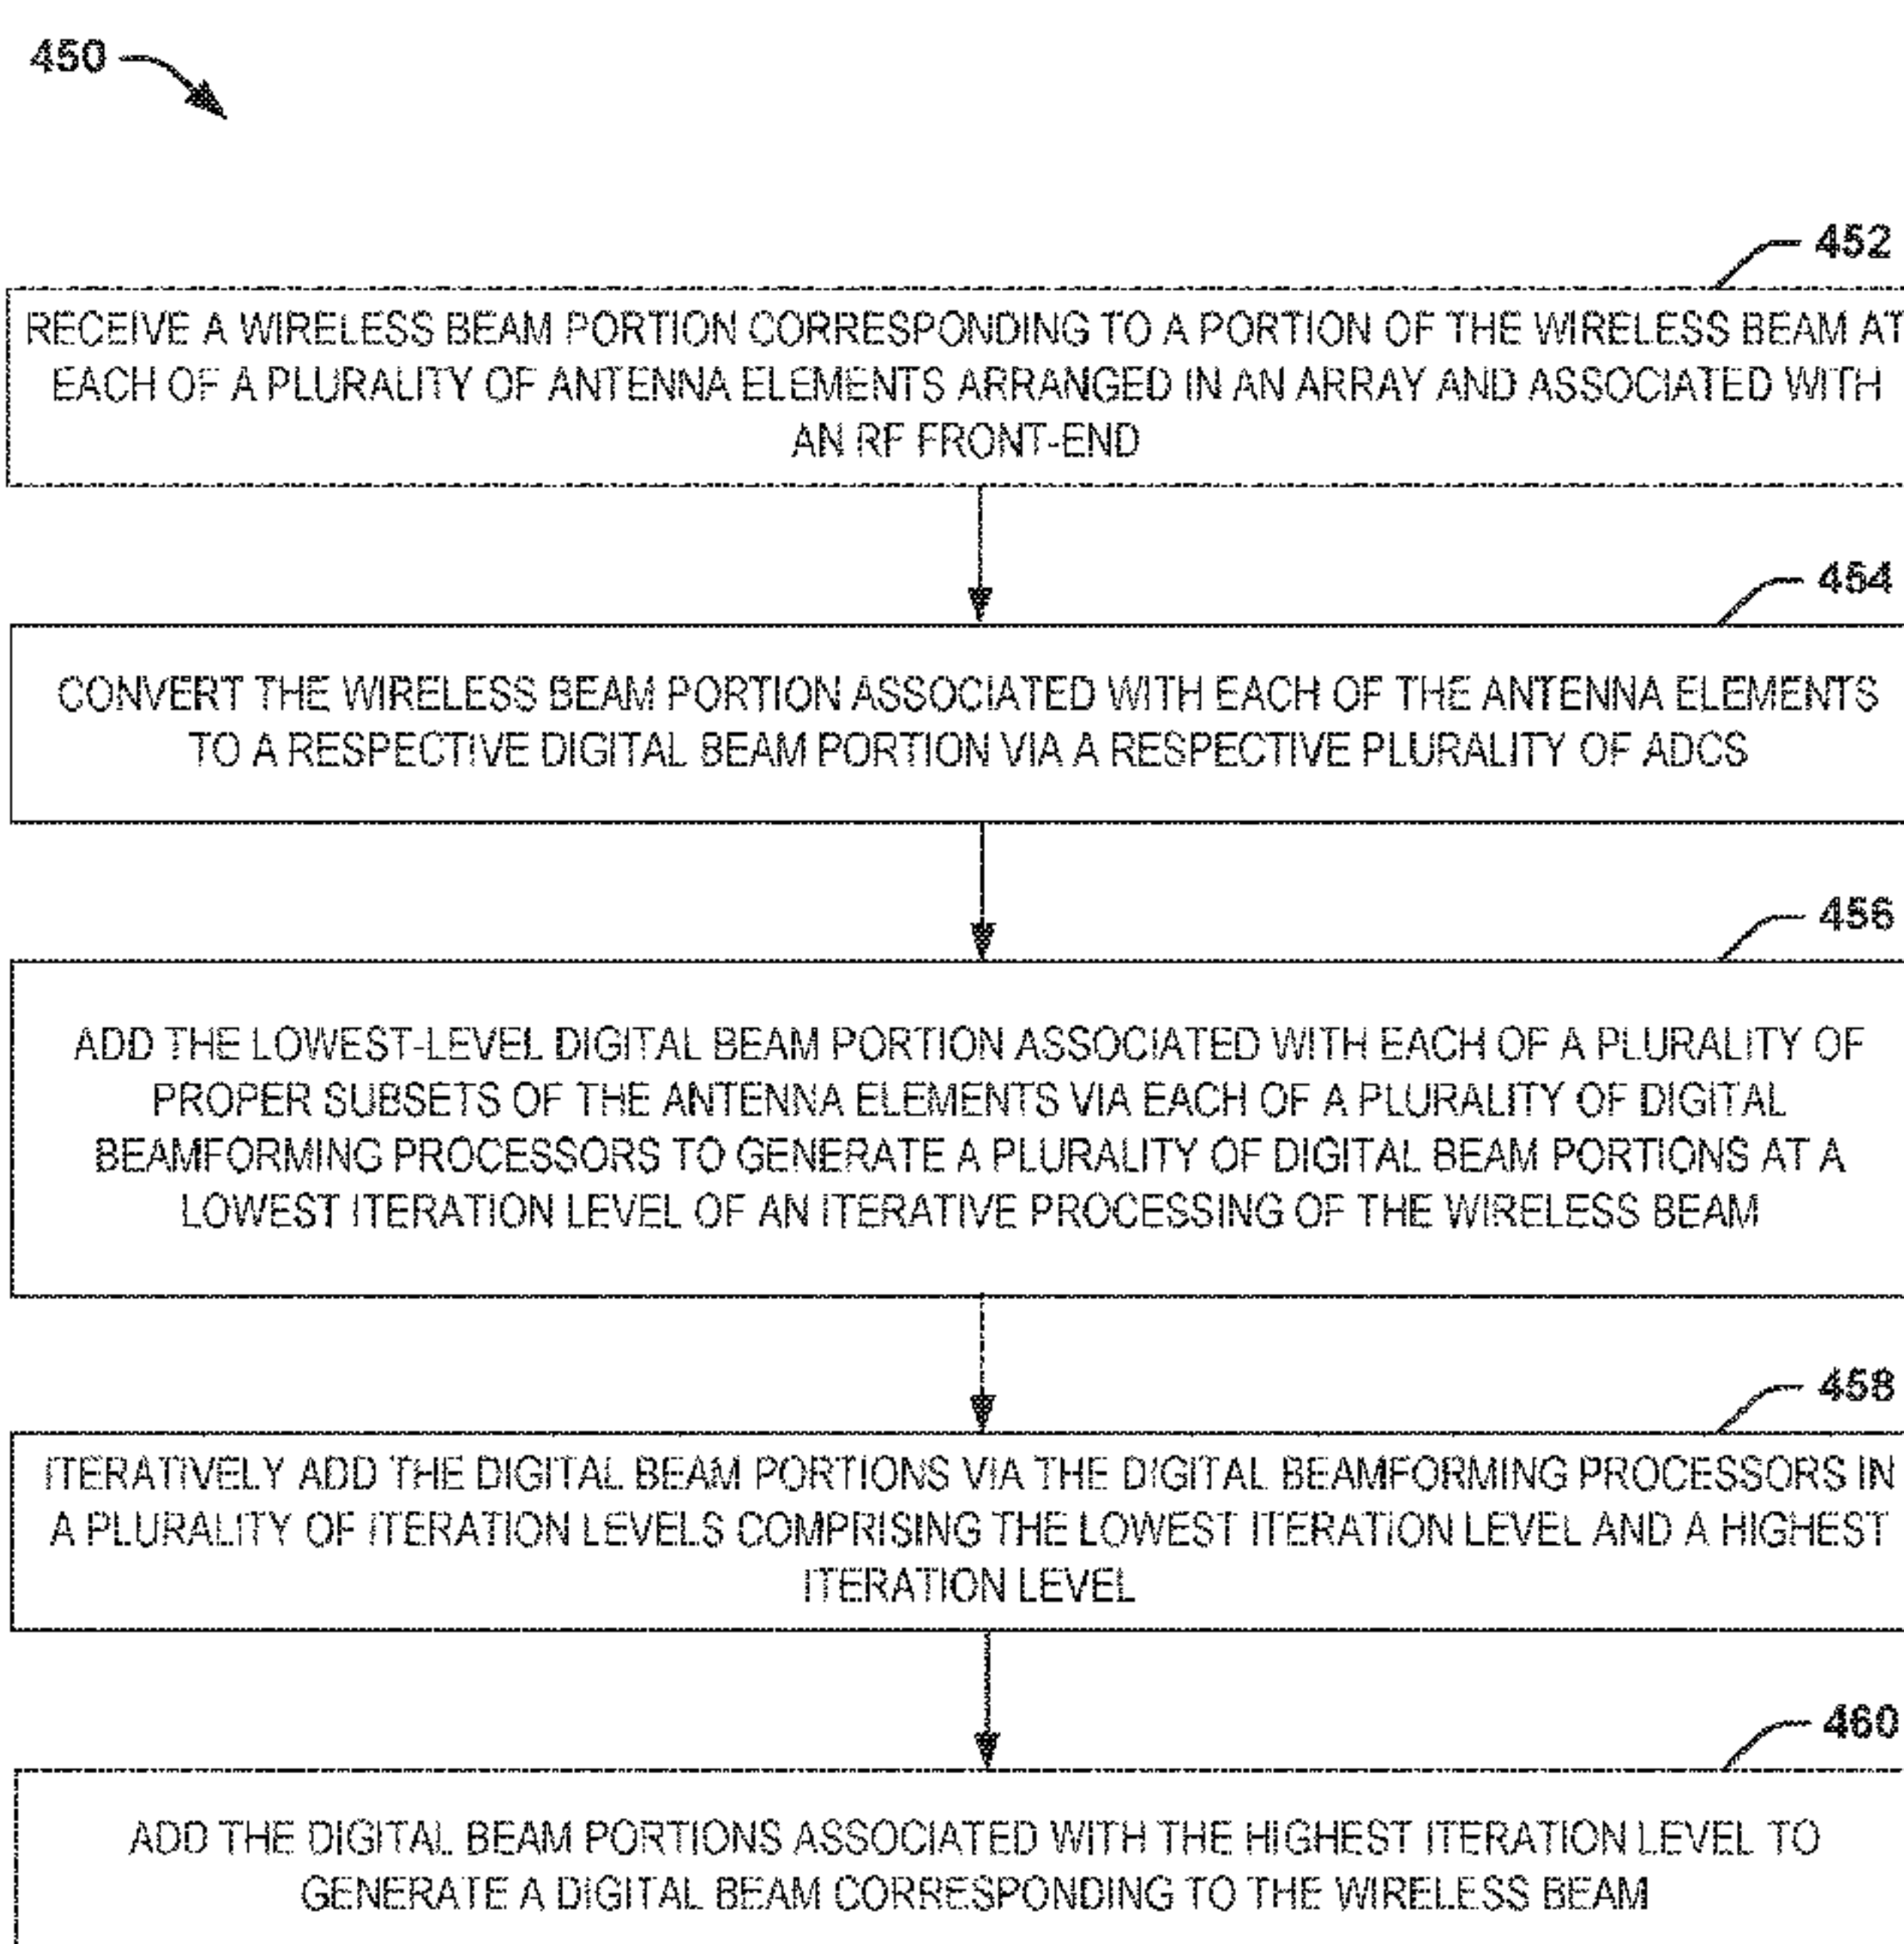 450
452
RECEIVE A WIRELESS BEAM PORTION CORRESPONDING TO A PORTION OF THE WIRELESS BEAM AT
EACH OF A PLURALITY OF ANTENNA ELEMENTS ARRANGED IN AN ARRAY AND ASSOCIATED WITH
AN RF FRONT-END
454
CONVERT THE WIRELESS BEAM PORTION ASSOCIATED WITH EACH OF THE ANTENNA ELEMENTS
TO A RESPECTIVE DIGITAL BEAM PORTION VIA A RESPECTIVE PLURALITY OF ADCS
456
ADD THE LOWEST-LEVEL DIGITAL BEAM PORTION ASSOCIATED WITH EACH OF A PLURALITY OF
PROPER SUBSETS OF THE ANTENNA ELEMENTS VIA EACH OF A PLURALITY OF DIGITAL
BEAMFORMING PROCESSORS TO GENERATE A PLURALITY OF DIGITAL BEAM PORTIONS AT A
LOWEST ITERATION LEVEL OF AN ITERATIVE PROCESSING OF THE WIRELESS BEAM
458
ITERATIVELY ADD THE DIGITAL BEAM PORTIONS VIA THE DIGITAL BEAMFORMING PROCESSORS IN
A PLURALITY OF ITERATION LEVELS COMPRISING THE LOWEST ITERATION LEVEL AND A HIGHEST
ITERATION LEVEL
460
ADD THE DIGITAL BEAM PORTIONS ASSOCIATED WITH THE HIGHEST ITERATION LEVEL TO
GENERATE A DIGITAL BEAM CORRESPONDING TO THE WIRELESS BEAM